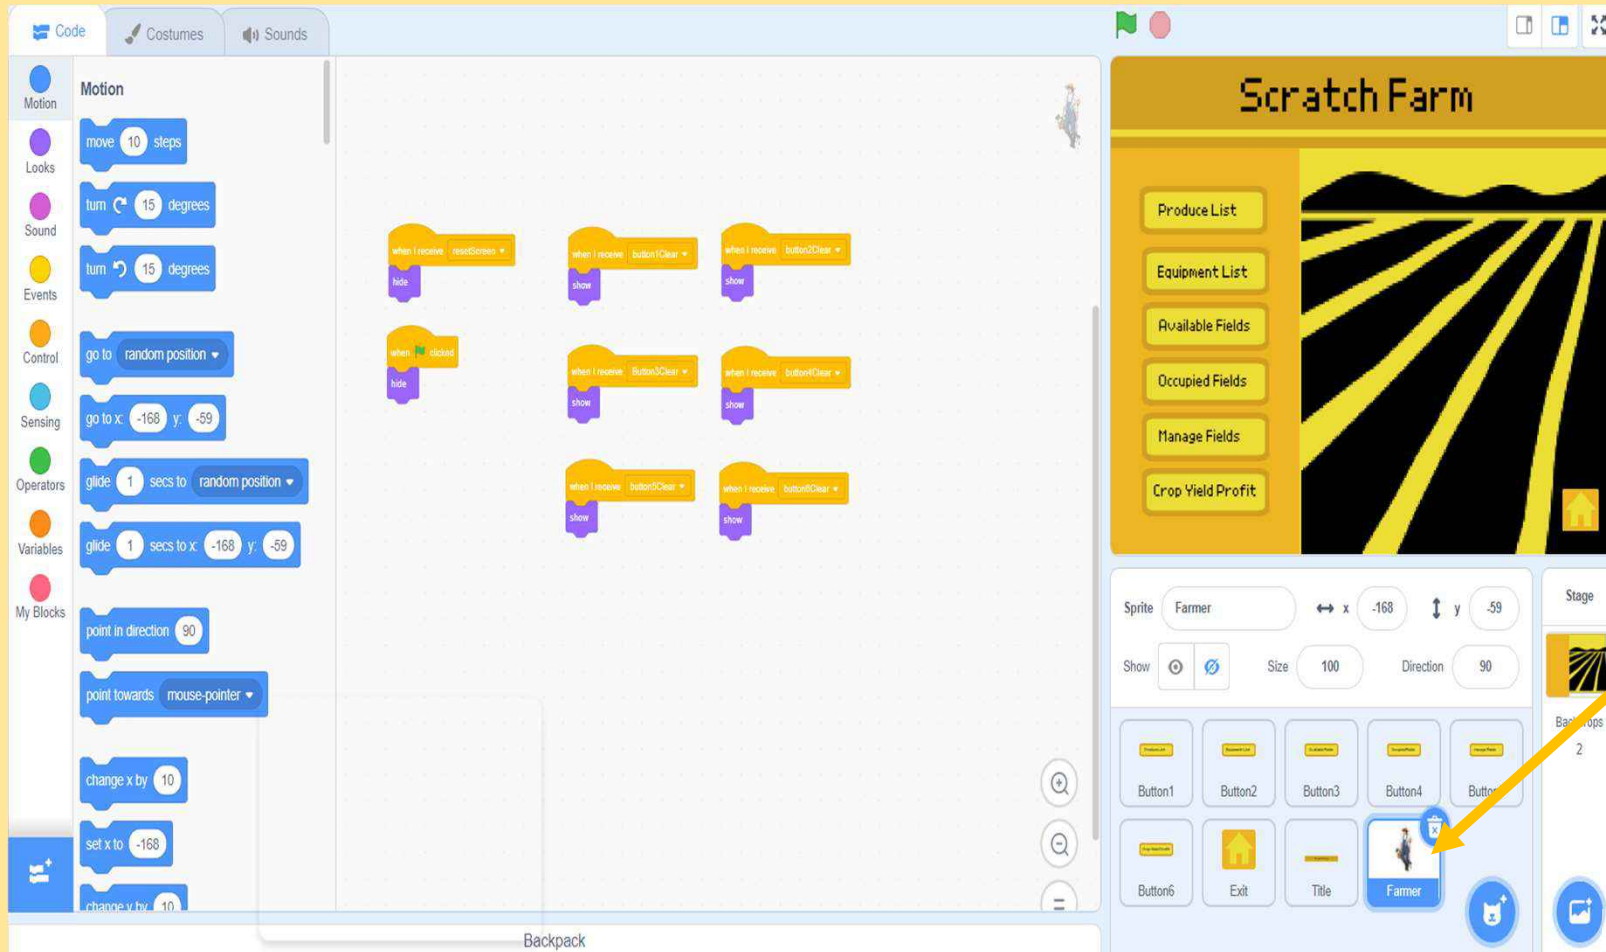 Code
Costumes
Sounds
Motion
Looks
Sound
Events
Control
Sensing
Operators
Variables
My Blocks
Motion
move 10 steps
turn 15 degrees
turn 15 degrees
go to random position
go to x: -168 y: -59
glide 1 secs to random position
glide 1 secs to x: -168 y: -59
point in direction 90
point towards mouse-pointer
change x by 10
set x to -168
change y by 10
when I receive resetScreen
hide
when clicked
hide
when I receive button1Clear
show
when I receive button2Clear
show
when I receive Button3Clear
show
when I receive button4Clear
show
when I receive button5Clear
show
when I receive button6Clear
show
Backpack
Scratch Farm
Produce List
Equipment List
Available Fields
Occupied Fields
Manage Fields
Crop Yield Profit
Sprite Farmer x -168 y -59
Show Size 100 Direction 90
Button1
Button2
Button3
Button4
Button6
Exit
Title
Farmer
Stage
2